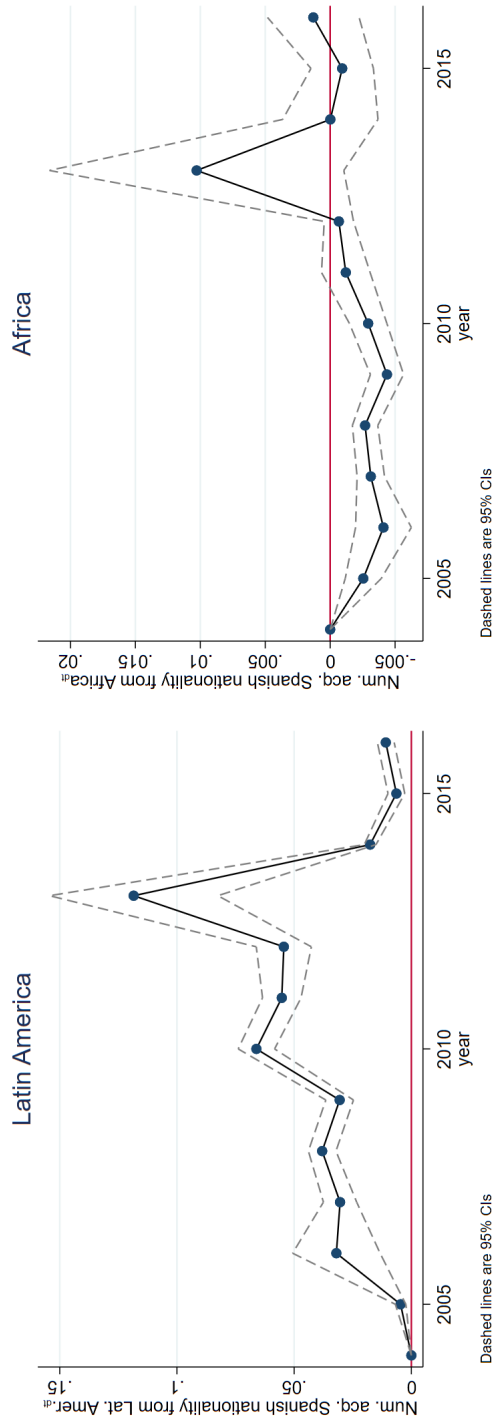 Latin America
Num. acq. Spanish nationality from Lat. Amer.dt
.15
.1
.05
0
2005
2010
2015
year
Dashed lines are 95% CIs
Africa
Num. acq. Spanish nationality from Africadt
.02
.015
.01
.005
0
-.005
2005
2010
2015
year
Dashed lines are 95% CIs